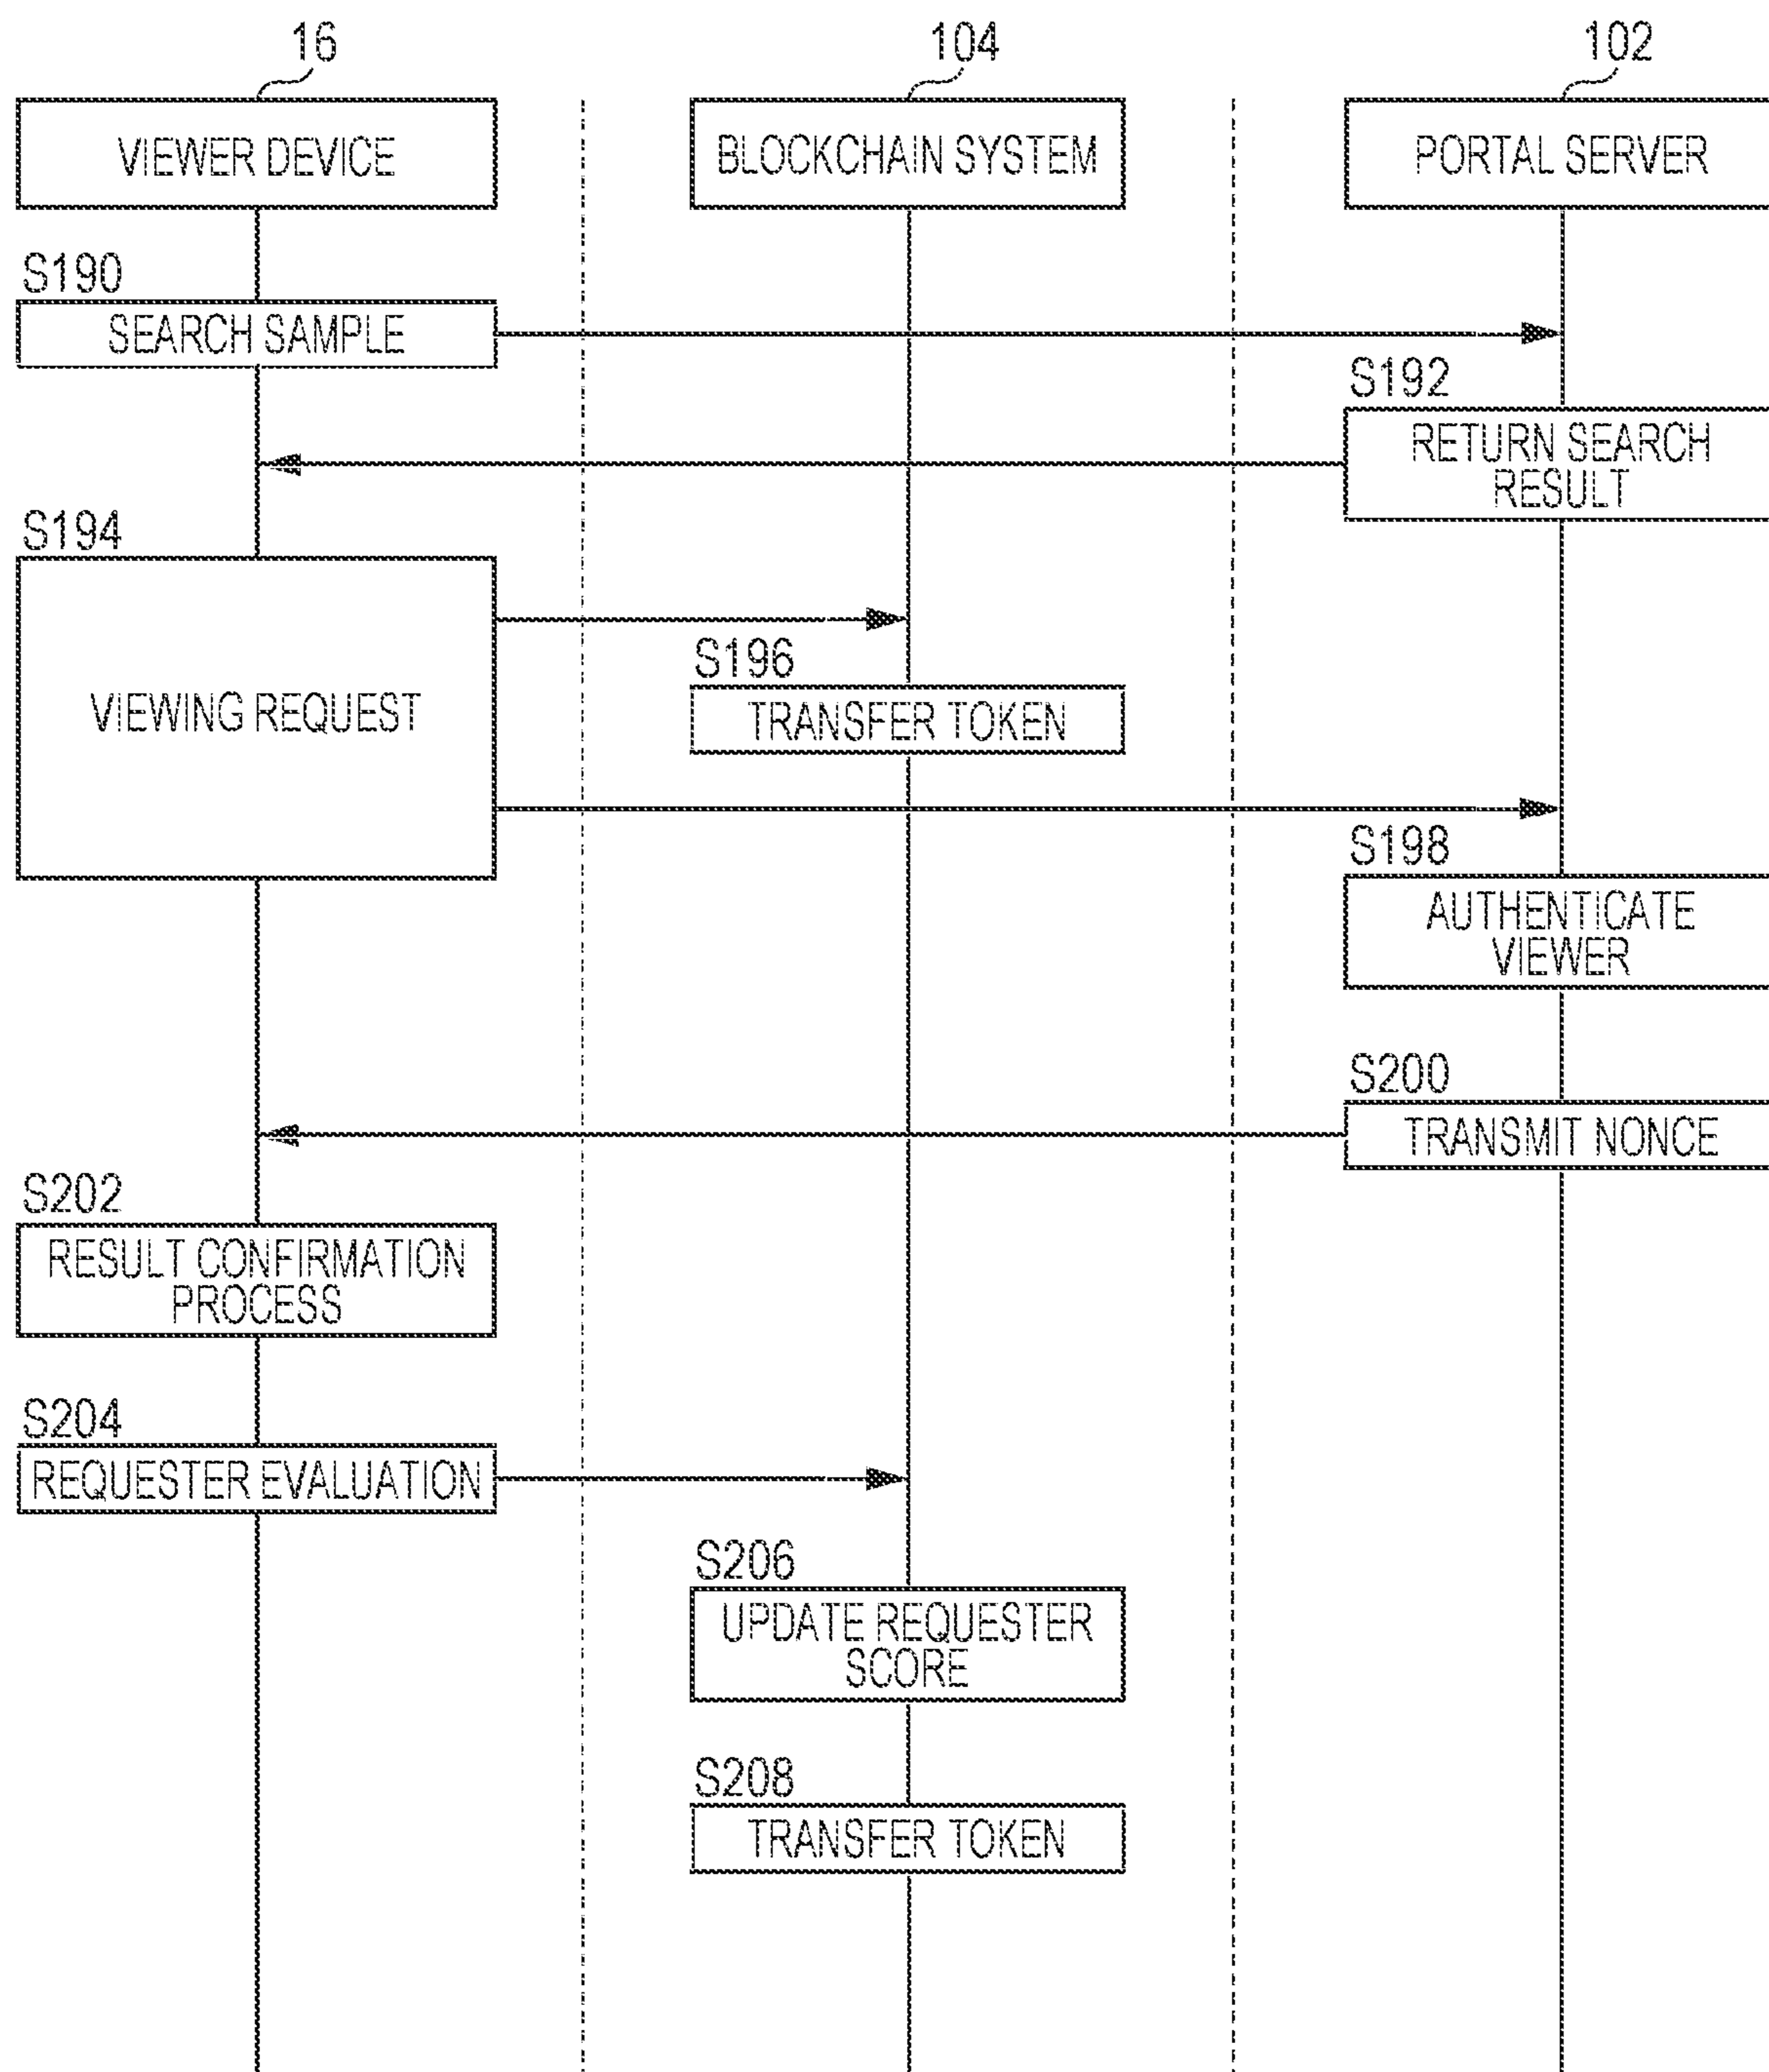 16
104
102
VIEWER DEVICE
BLOCKCHAIN SYSTEM
PORTAL SERVER
S190
SEARCH SAMPLE
S192
RETURN SEARCH
RESULT
S194
VIEWING REQUEST
S196
TRANSFER TOKEN
S198
AUTHENTICATE
VIEWER
S200
TRANSMIT NONCE
S202
RESULT CONFIRMATION
PROCESS
S204
REQUESTER EVALUATION
S206
UPDATE REQUESTER
SCORE
S208
TRANSFER TOKEN